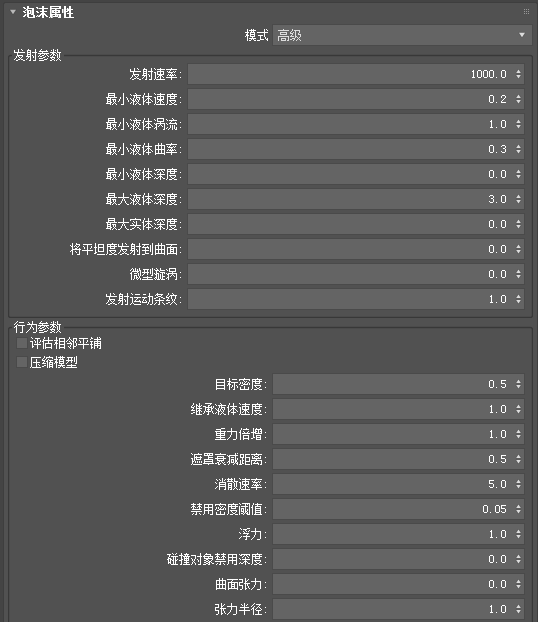 泡沫属性
模式 高级
发射参数
发射速率: 1000.0
最小液体速度: 0.2
最小液体涡流: 1.0
最小液体曲率: 0.3
最小液体深度: 0.0
最大液体深度: 3.0
最大实体深度: 0.0
将平坦度发射到曲面: 0.0
微型漩涡: 0.0
发射运动条纹: 1.0
行为参数
评估相邻平铺
压缩模型
目标密度: 0.5
继承液体速度: 1.0
重力倍增: 1.0
遮罩衰减距离: 0.5
消散速率: 5.0
禁用密度阈值: 0.05
浮力: 1.0
碰撞对象禁用深度: 0.0
曲面张力: 0.0
张力半径: 1.0